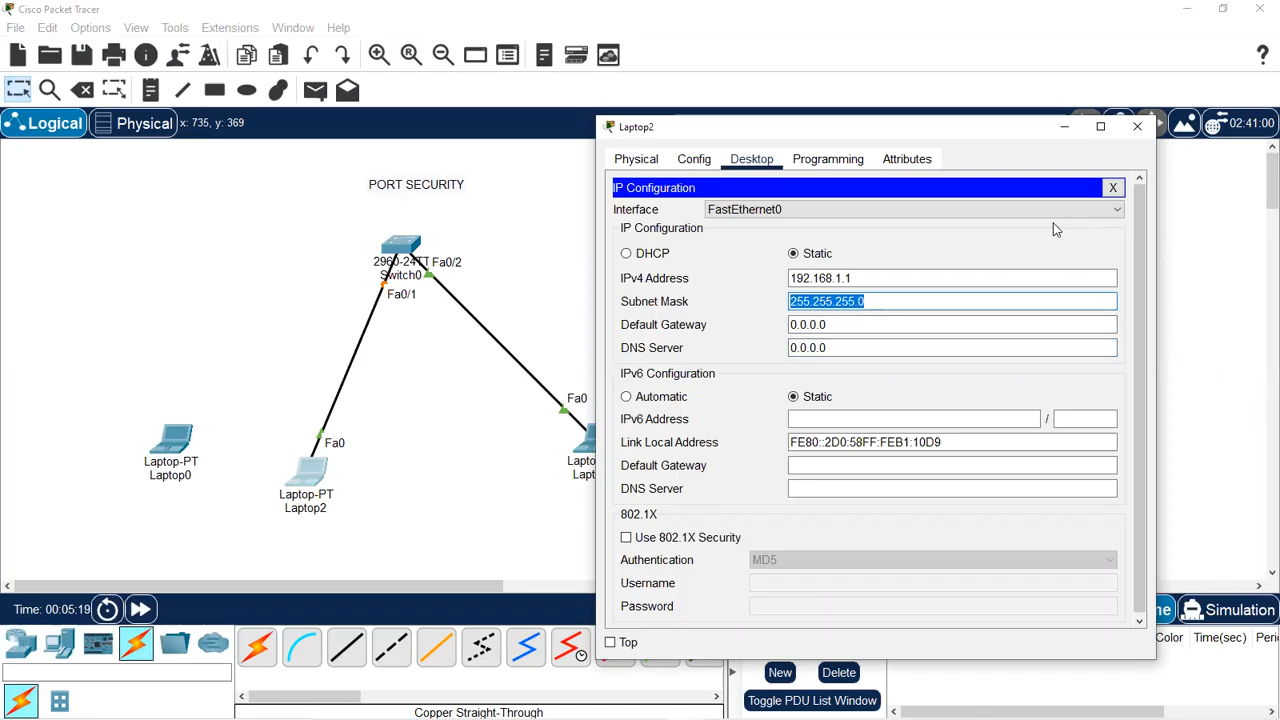 Cisco Packet Tracer
File Edit Options View Tools Extensions Window Help
Logical Physical x: 735, y: 369
02:41:00
PORT SECURITY
2960-24TT Fa0/2
Switch0
Fa0/1
Fa0
Fa0
Laptop-PT
Laptop0
Laptop-PT
Laptop2
Laptop2
Physical Config Desktop Programming Attributes
IP Configuration X
Interface FastEthernet0
IP Configuration
DHCP Static
IPv4 Address 192.168.1.1
Subnet Mask 255.255.255.0
Default Gateway 0.0.0.0
DNS Server 0.0.0.0
IPv6 Configuration
Automatic Static
IPv6 Address /
Link Local Address FE80::2D0:58FF:FEB1:10D9
Default Gateway
DNS Server
802.1X
Use 802.1X Security
Authentication MD5
Username
Password
Top
Time: 00:05:19
Simulation
Color Time(sec) Peri
New Delete
Toggle PDU List Window
Copper Straight-Through